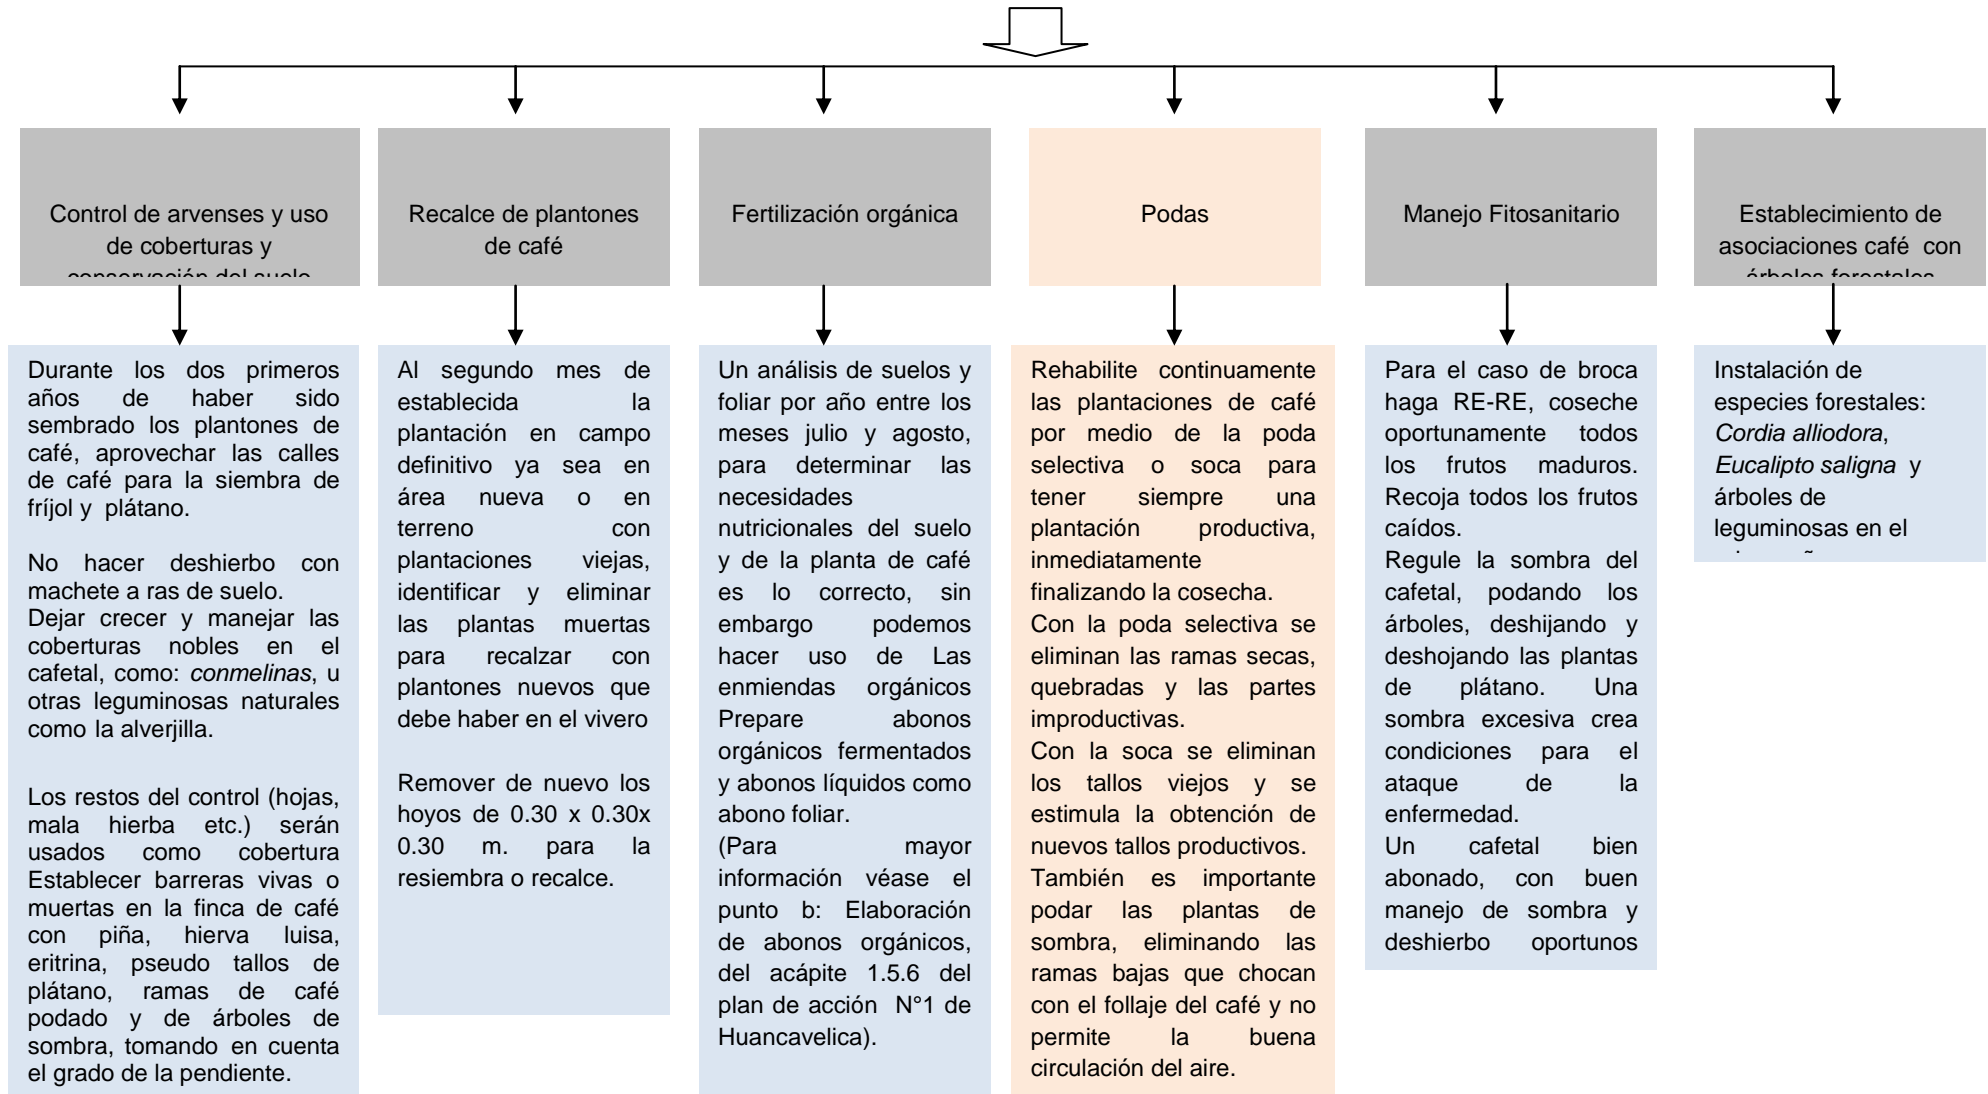 Control de arvenses y uso
de coberturas y
conservación del suelo
Recalce de plantones
de café
Fertilización orgánica
Podas
Manejo Fitosanitario
Establecimiento de
asociaciones café con
árboles forestales
Durante los dos primeros
años de haber sido
sembrado los plantones de
café, aprovechar las calles
de café para la siembra de
fríjol y plátano.
No hacer deshierbo con
machete a ras de suelo.
Dejar crecer y manejar las
coberturas nobles en el
cafetal, como: conmelinas, u
otras leguminosas naturales
como la alverjilla.
Los restos del control (hojas,
mala hierba etc.) serán
usados como cobertura
Establecer barreras vivas o
muertas en la finca de café
con piña, hierva luisa,
eritrina, pseudo tallos de
plátano, ramas de café
podado y de árboles de
sombra, tomando en cuenta
el grado de la pendiente.
Al segundo mes de
establecida la
plantación en campo
definitivo ya sea en
área nueva o en
terreno con
plantaciones viejas,
identificar y eliminar
las plantas muertas
para recalzar con
plantones nuevos que
debe haber en el vivero
Remover de nuevo los
hoyos de 0.30 x 0.30x
0.30 m. para la
resiembra o recalce.
Un análisis de suelos y
foliar por año entre los
meses julio y agosto,
para determinar las
necesidades
nutricionales del suelo
y de la planta de café
es lo correcto, sin
embargo podemos
hacer uso de Las
enmiendas orgánicos
Prepare abonos
orgánicos fermentados
y abonos líquidos como
abono foliar.
(Para mayor
información véase el
punto b: Elaboración
de abonos orgánicos,
del acápite 1.5.6 del
plan de acción N°1 de
Huancavelica).
Rehabilite continuamente
las plantaciones de café
por medio de la poda
selectiva o soca para
tener siempre una
plantación productiva,
inmediatamente
finalizando la cosecha.
Con la poda selectiva se
eliminan las ramas secas,
quebradas y las partes
improductivas.
Con la soca se eliminan
los tallos viejos y se
estimula la obtención de
nuevos tallos productivos.
También es importante
podar las plantas de
sombra, eliminando las
ramas bajas que chocan
con el follaje del café y no
permite la buena
circulación del aire.
Para el caso de broca
haga RE-RE, coseche
oportunamente todos
los frutos maduros.
Recoja todos los frutos
caídos.
Regule la sombra del
cafetal, podando los
árboles, deshijando y
deshojando las plantas
de plátano. Una
sombra excesiva crea
condiciones para el
ataque de la
enfermedad.
Un cafetal bien
abonado, con buen
manejo de sombra y
deshierbo oportunos
Instalación de
especies forestales:
Cordia alliodora,
Eucalipto saligna y
árboles de
leguminosas en el